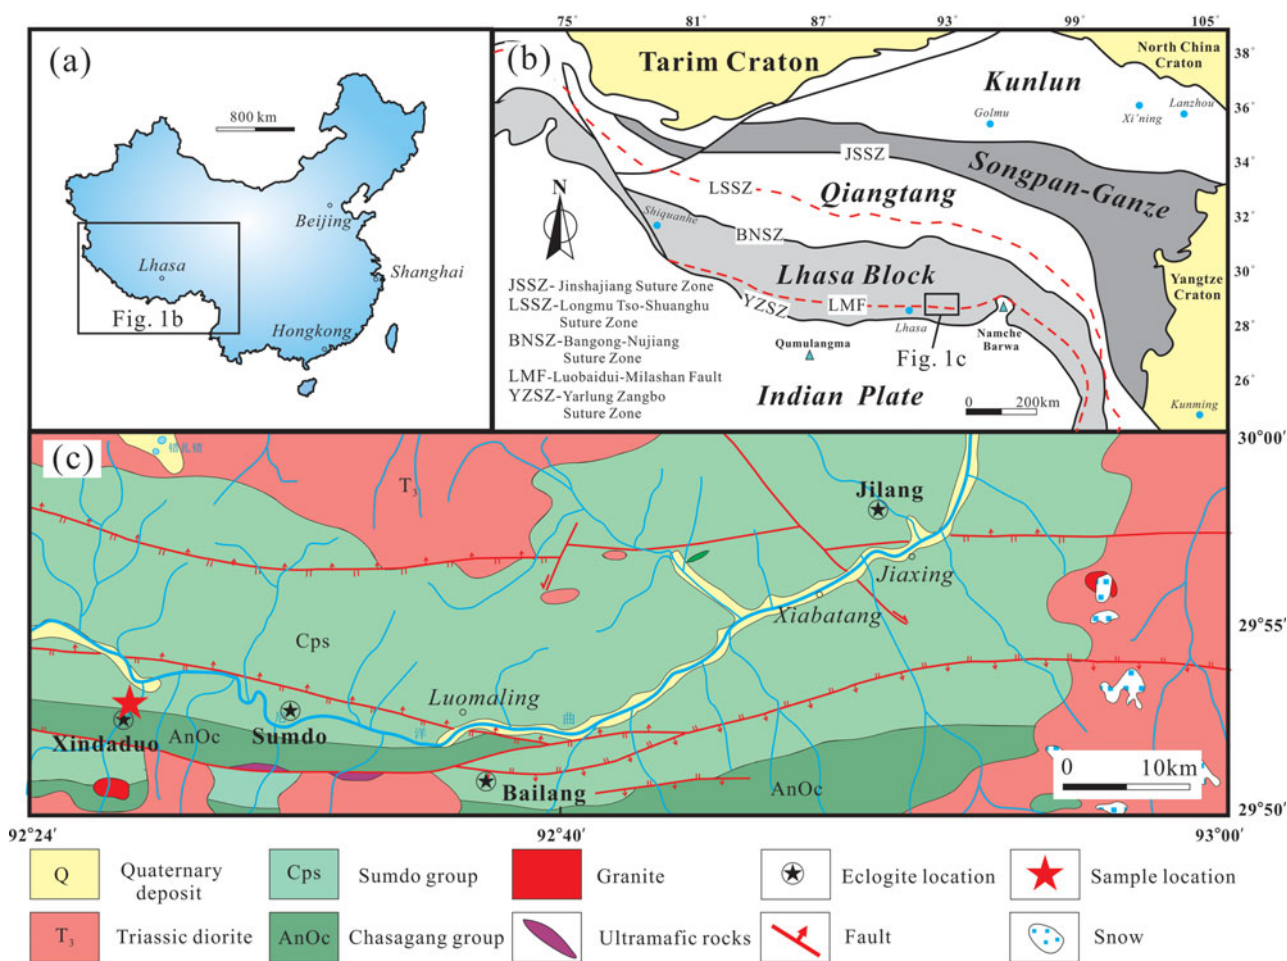 (a)
800 km
Beijing
Lhasa
Shanghai
Fig. 1b
Hongkong
75° 81° 87° 93° 99° 105°
(b)
Tarim Craton
North China
Craton
38°
Kunlun
36°
Golmu
Xi'ning
Lanzhou
JSSZ
34°
Songpan-Ganze
LSSZ
Qiangtang
N
Shiquanhe
32°
BNSZ
Lhasa Block
30°
Yangtze
Craton
YZSZ
LMF
Lhasa
28°
Namche
Barwa
Qumulangma
Fig. 1c
26°
Indian Plate
0 200km
Kunming
JSSZ-Jinshajiang Suture Zone
LSSZ-Longmu Tso-Shuanghu
Suture Zone
BNSZ-Bangong-Nujiang
Suture Zone
LMF-Luobaidui-Milashan Fault
YZSZ-Yarlung Zangbo
Suture Zone
(c)
30°00′
T3
Jilang
Jiaxing
Xiabatang
29°55′
Cps
Luomaling
尼
洋
曲
Xindaduo
AnOc
Sumdo
Bailang
AnOc
0 10km
29°50′
92°24′
92°40′
93°00′
Q
Quaternary
deposit
Cps
Sumdo group
Granite
Eclogite location
Sample location
T3
Triassic diorite
AnOc
Chasagang group
Ultramafic rocks
Fault
Snow